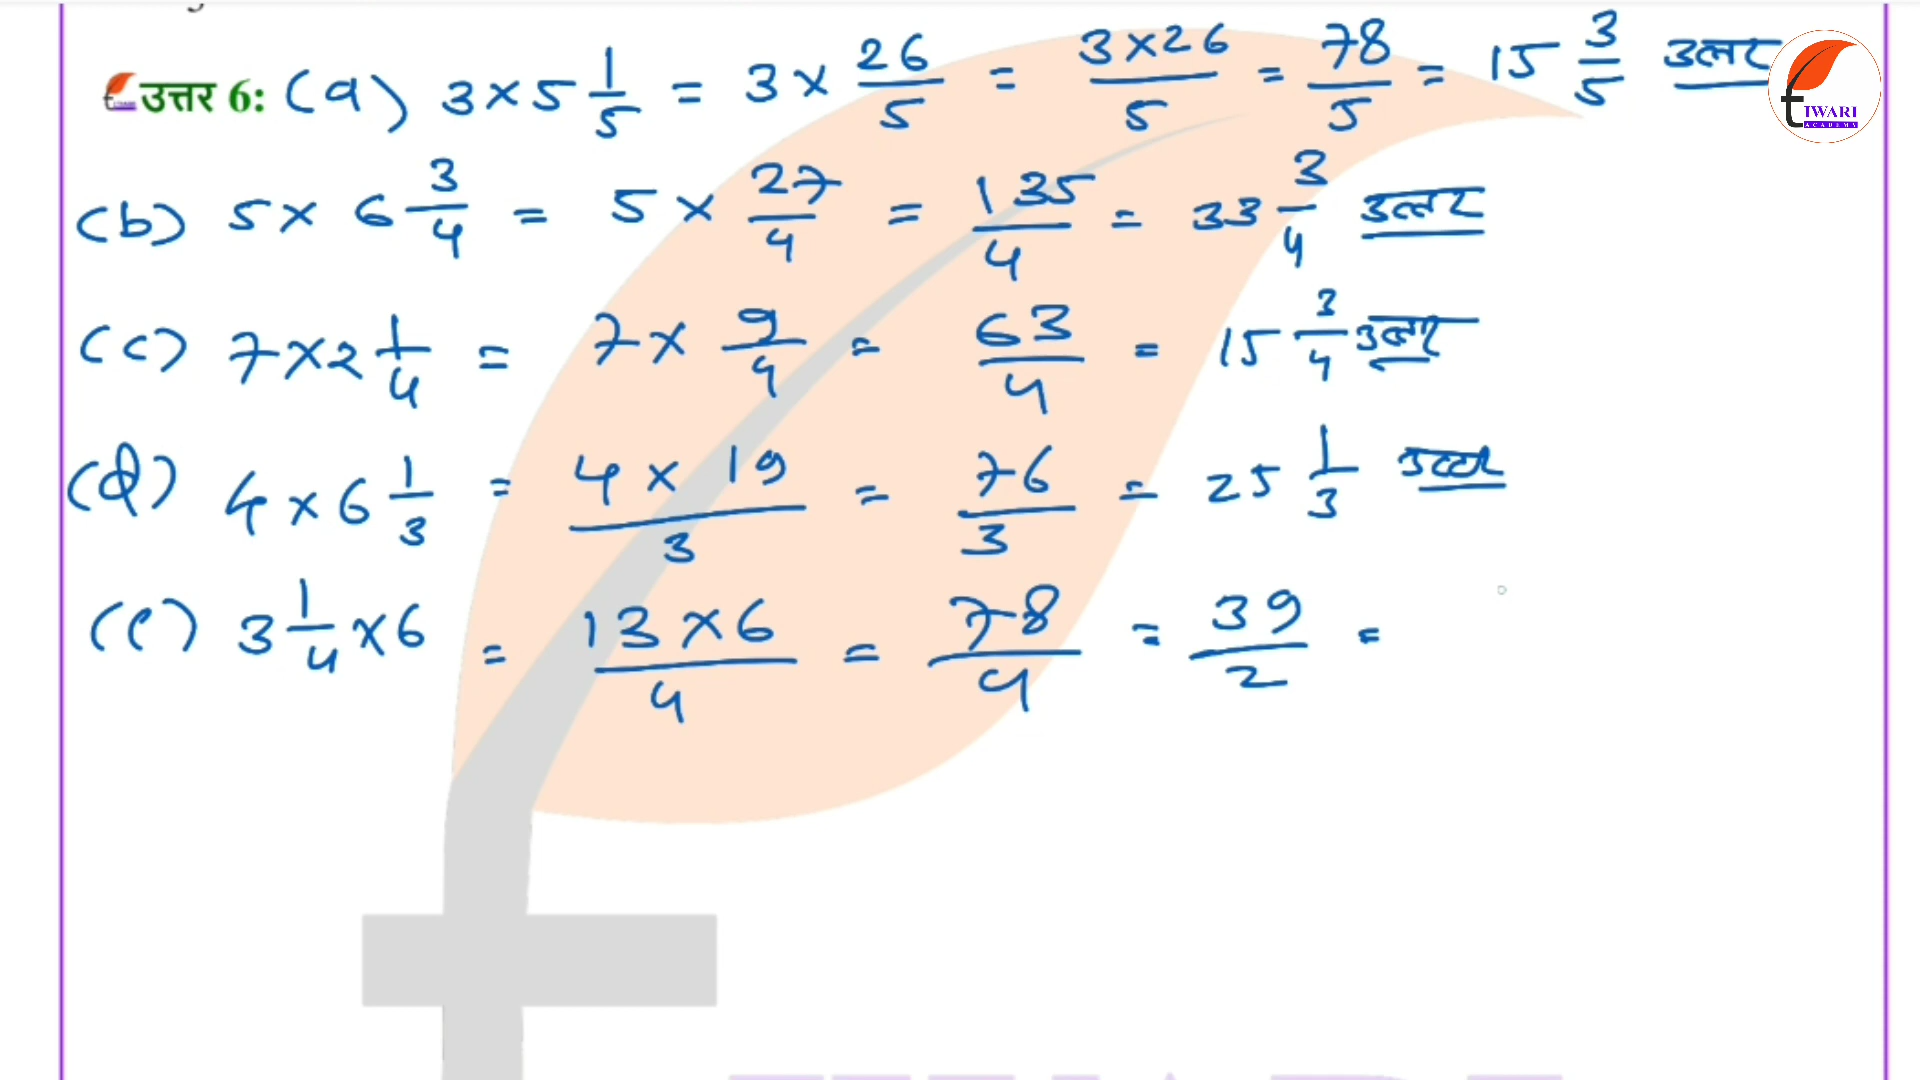 उत्तर 6: (a) 3 × 5 1/5 = 3 × 26/5 = 3×26/5 = 78/5 = 15 3/5 उत्तर
(b) 5 × 6 3/4 = 5 × 27/4 = 135/4 = 33 3/4 उत्तर
(c) 7 × 2 1/4 = 7 × 9/4 = 63/4 = 15 3/4 उत्तर
(d) 4 × 6 1/3 = 4 × 19/3 = 76/3 = 25 1/3 उत्तर
(e) 3 1/4 × 6 = 13 × 6/4 = 78/4 = 39/2 =
TIWARI
ACADEMY